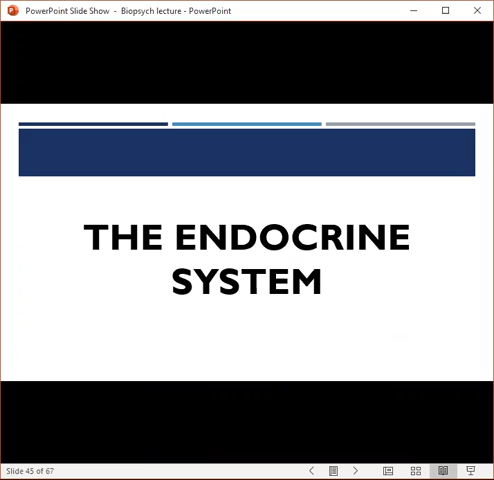 PowerPoint Slide Show - Biopsych lecture - PowerPoint
THE ENDOCRINE
SYSTEM
Slide 45 of 67